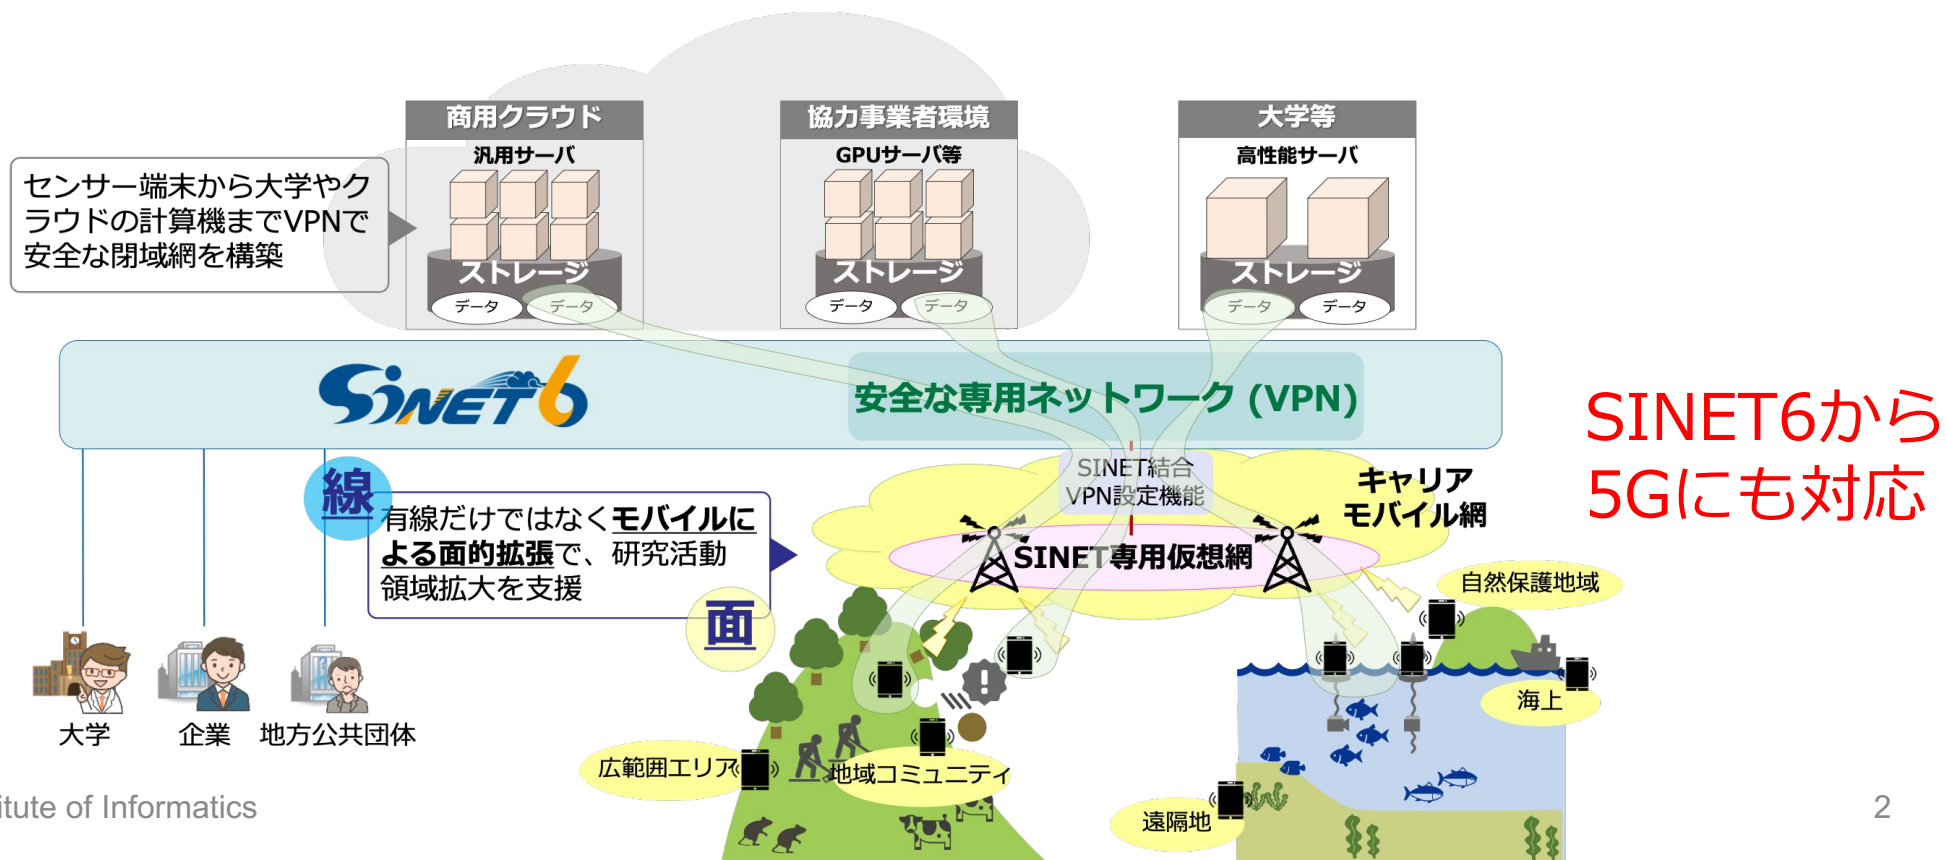 商用クラウド
汎用サーバ
ストレージ
データ
データ
協力事業者環境
GPUサーバ等
ストレージ
データ
データ
大学等
高性能サーバ
ストレージ
データ
データ
センサー端末から大学やク
ラウドの計算機までVPNで
安全な閉域網を構築
SINET6
安全な専用ネットワーク (VPN)
SINET6から
5Gにも対応
線
有線だけではなくモバイルに
よる面的拡張で、研究活動
領域拡大を支援
面
SINET結合
VPN設定機能
キャリア
モバイル網
SINET専用仮想網
自然保護地域
海上
大学
企業
地方公共団体
広範囲エリア
地域コミュニティ
遠隔地
itute of Informatics
2